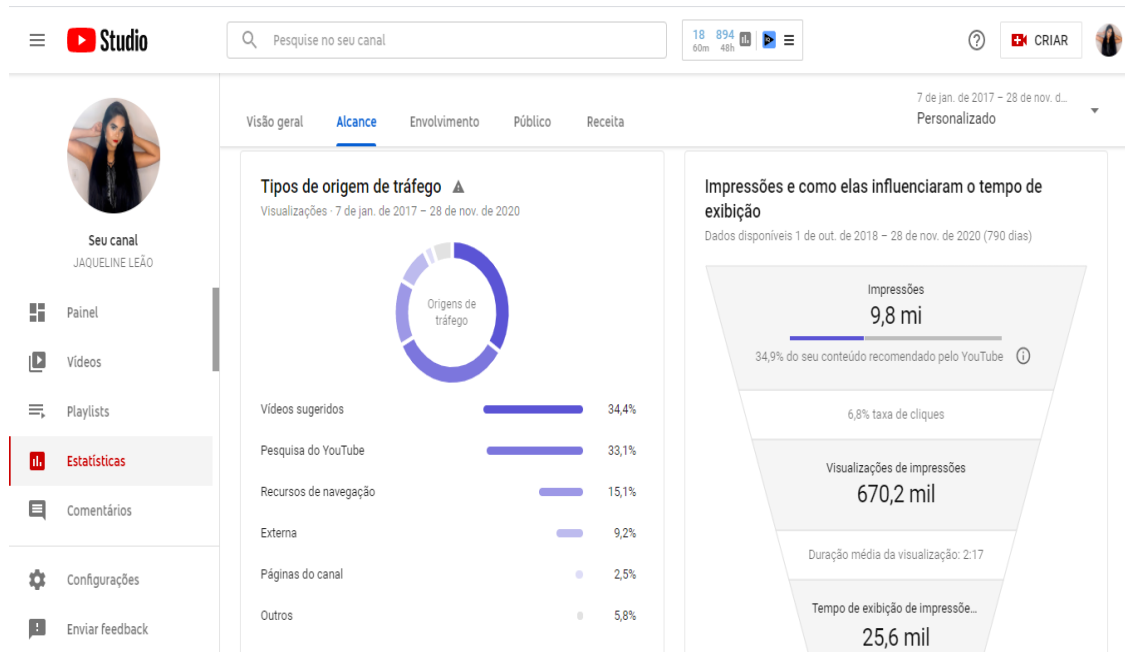 Studio
Pesquise no seu canal
18 894
60m 48h
CRIAR
Seu canal
JAQUELINE LEÃO
Painel
Vídeos
Playlists
Estatísticas
Comentários
Configurações
Enviar feedback
Visão geral Alcance Envolvimento Público Receita
7 de jan. de 2017 – 28 de nov. d...
Personalizado
Tipos de origem de tráfego
Visualizações · 7 de jan. de 2017 – 28 de nov. de 2020
Origens de
tráfego
Vídeos sugeridos 34,4%
Pesquisa do YouTube 33,1%
Recursos de navegação 15,1%
Externa 9,2%
Páginas do canal 2,5%
Outros 5,8%
Impressões e como elas influenciaram o tempo de
exibição
Dados disponíveis 1 de out. de 2018 – 28 de nov. de 2020 (790 dias)
Impressões
9,8 mi
34,9% do seu conteúdo recomendado pelo YouTube
6,8% taxa de cliques
Visualizações de impressões
670,2 mil
Duração média da visualização: 2:17
Tempo de exibição de impressõe...
25,6 mil